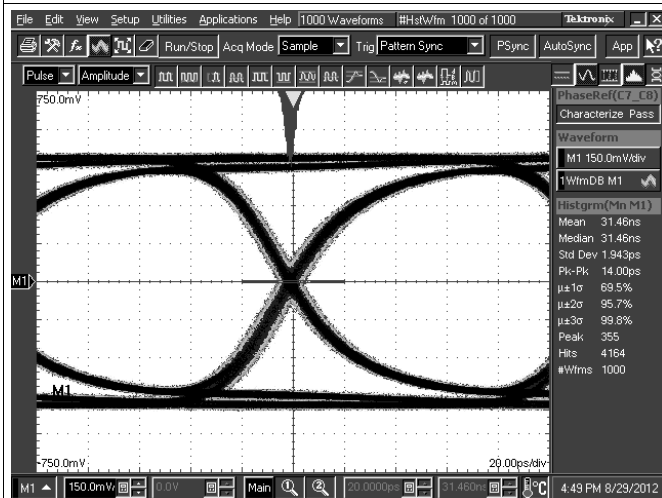 File Edit View Setup Utilities Applications Help 1000 Waveforms #HstWfm 1000 of 1000 Tektronix
Run/Stop Acq Mode Sample Trig Pattern Sync PSync AutoSync App
Pulse Amplitude
750.0mV
PhaseRef(C7_C8)
Characterize Pass
Waveform
M1 150.0mV/div
1WfmDB M1
Histgrm(Mn M1)
Mean 31.46ns
Median 31.46ns
Std Dev 1.943ps
Pk-Pk 14.00ps
μ±1σ 69.5%
μ±2σ 95.7%
μ±3σ 99.8%
Peak 355
Hits 4164
#Wfms 1000
M1
M1
-750.0mV
20.00ps/div
M1 150.0mV/ 0.0V Main 1 2 20.0000ps 31.460n °C 4:49 PM 8/29/2012